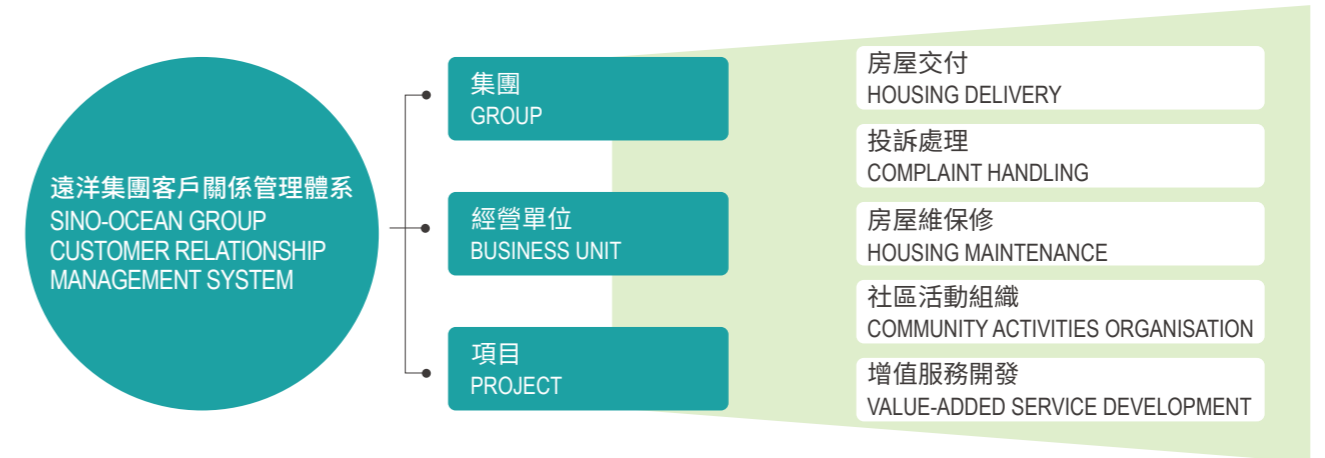 遠洋集團客戶關係管理體系
SINO-OCEAN GROUP
CUSTOMER RELATIONSHIP
MANAGEMENT SYSTEM
集團
GROUP
經營單位
BUSINESS UNIT
項目
PROJECT
房屋交付
HOUSING DELIVERY
投訴處理
COMPLAINT HANDLING
房屋維保修
HOUSING MAINTENANCE
社區活動組織
COMMUNITY ACTIVITIES ORGANISATION
增值服務開發
VALUE-ADDED SERVICE DEVELOPMENT